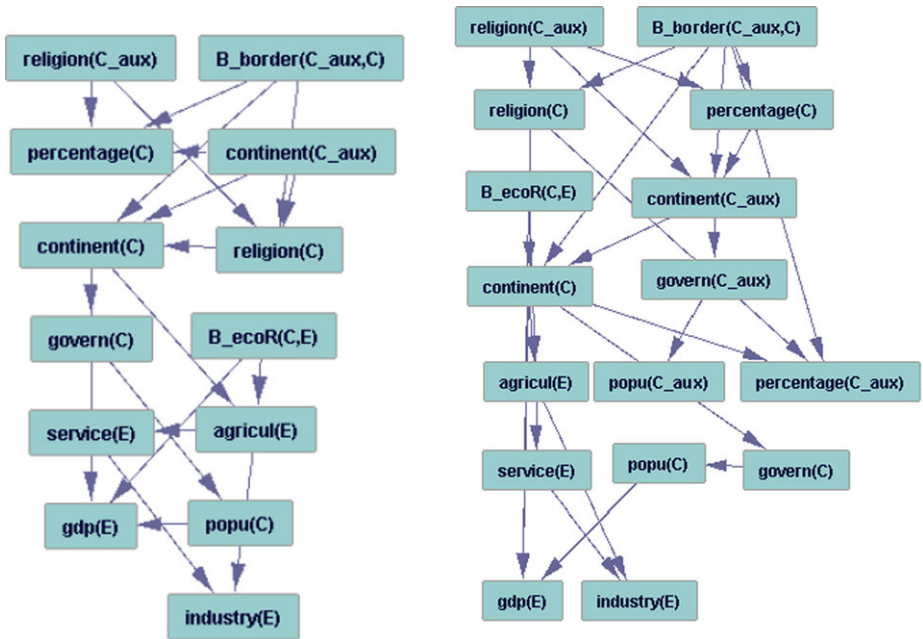 religion(C_aux)
B_border(C_aux,C)
percentage(C)
continent(C_aux)
continent(C)
religion(C)
govern(C)
B_ecoR(C,E)
service(E)
agricul(E)
gdp(E)
popu(C)
industry(E)
religion(C_aux)
B_border(C_aux,C)
religion(C)
percentage(C)
B_ecoR(C,E)
continent(C_aux)
continent(C)
govern(C_aux)
agricul(E)
popu(C_aux)
percentage(C_aux)
service(E)
popu(C)
govern(C)
gdp(E)
industry(E)